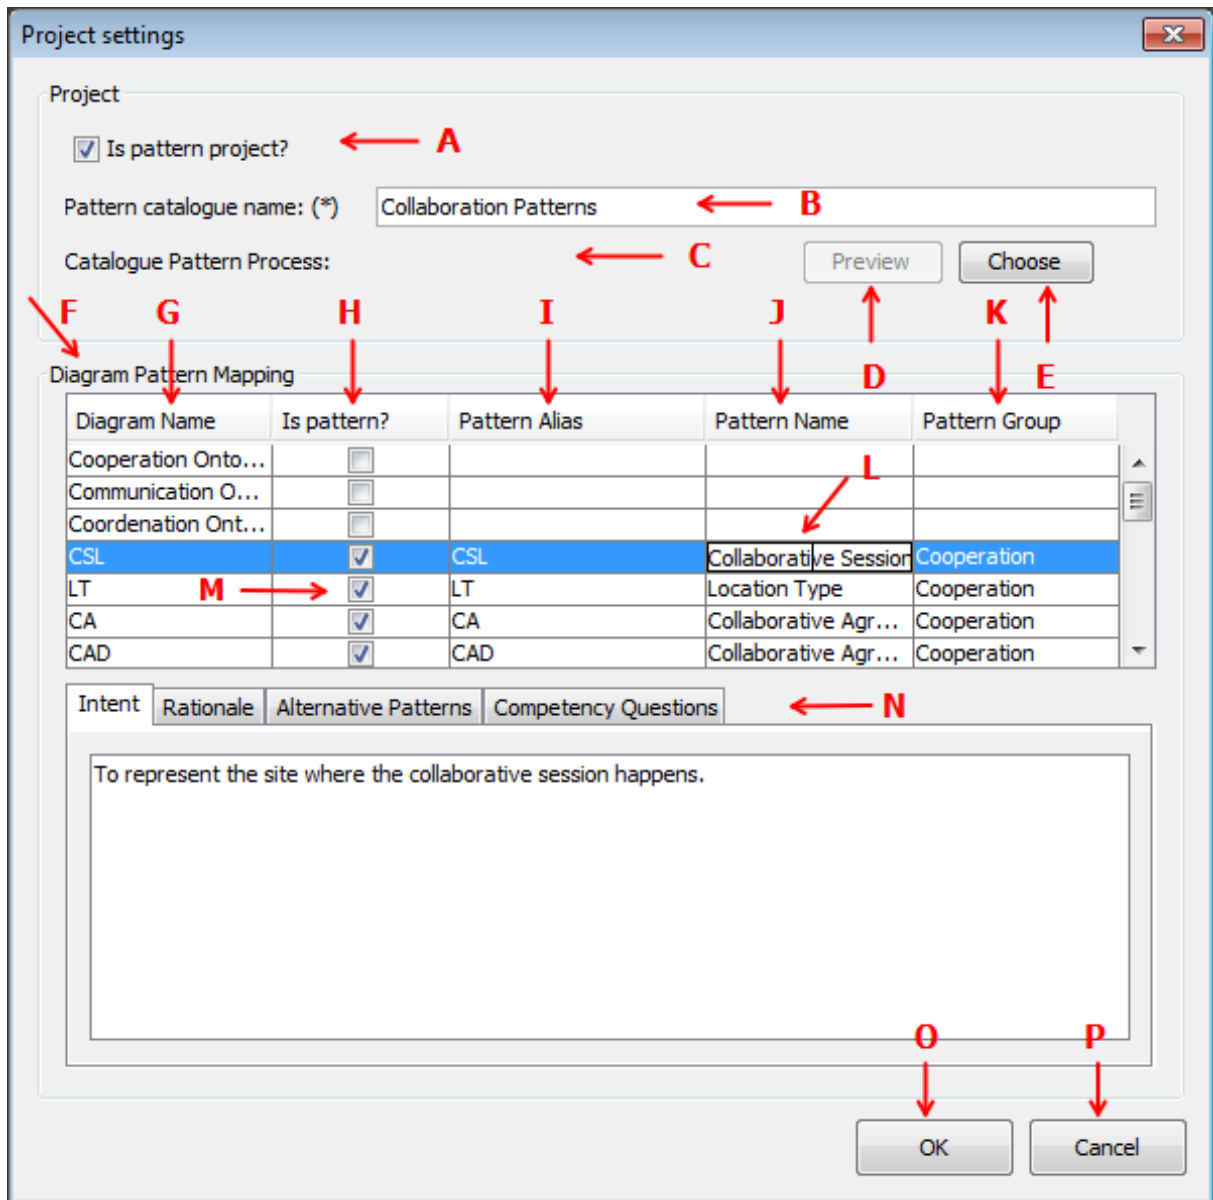 Project settings
Project
Is pattern project? A
Pattern catalogue name: (*) Collaboration Patterns B
Catalogue Pattern Process: C Preview Choose
F G H I J K
D E
Diagram Pattern Mapping
Diagram Name Is pattern? Pattern Alias Pattern Name Pattern Group
Cooperation Onto...
Communication O...
Coordenation Ont...
L
CSL CSL Collaborative Session Cooperation
LT M LT Location Type Cooperation
CA CA Collaborative Agr... Cooperation
CAD CAD Collaborative Agr... Cooperation
Intent Rationale Alternative Patterns Competency Questions N
To represent the site where the collaborative session happens.
O P
OK Cancel